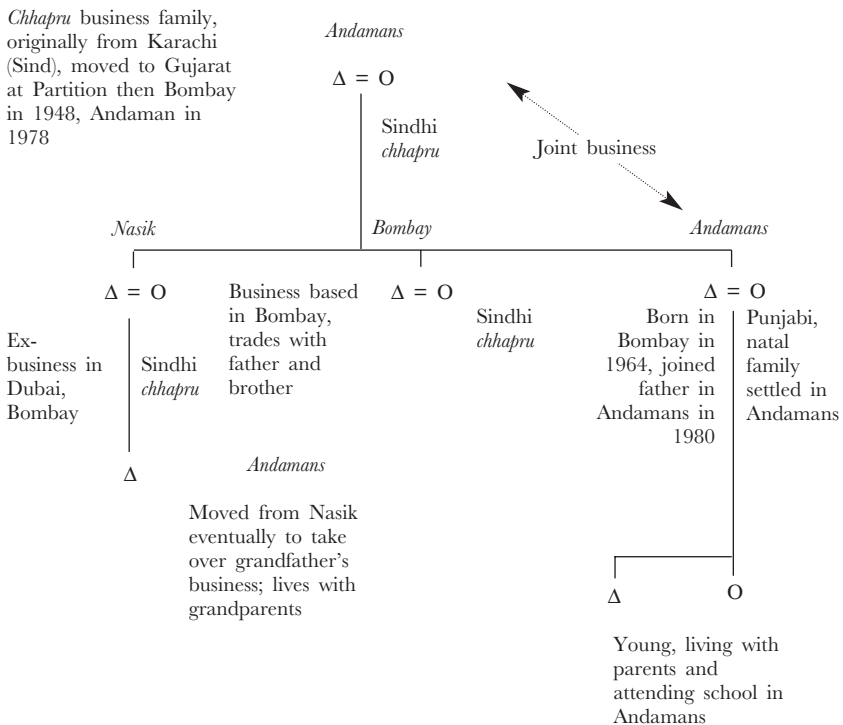 Chhapru business family,
originally from Karachi
(Sind), moved to Gujarat
at Partition then Bombay
in 1948, Andaman in
1978
Andamans
Δ = O
Sindhi
chhapru
Joint business
Nasik
Bombay
Andamans
Δ = O
Ex-
business in
Dubai,
Bombay
Sindhi
chhapru
Business based
in Bombay,
trades with
father and
brother
Δ = O
Sindhi
chhapru
Δ = O
Born in
Bombay in
1964, joined
father in
Andamans in
1980
Punjabi,
natal
family
settled in
Andamans
Δ
Andamans
Moved from Nasik
eventually to take
over grandfather’s
business; lives with
grandparents
Δ
O
Young, living with
parents and
attending school in
Andamans